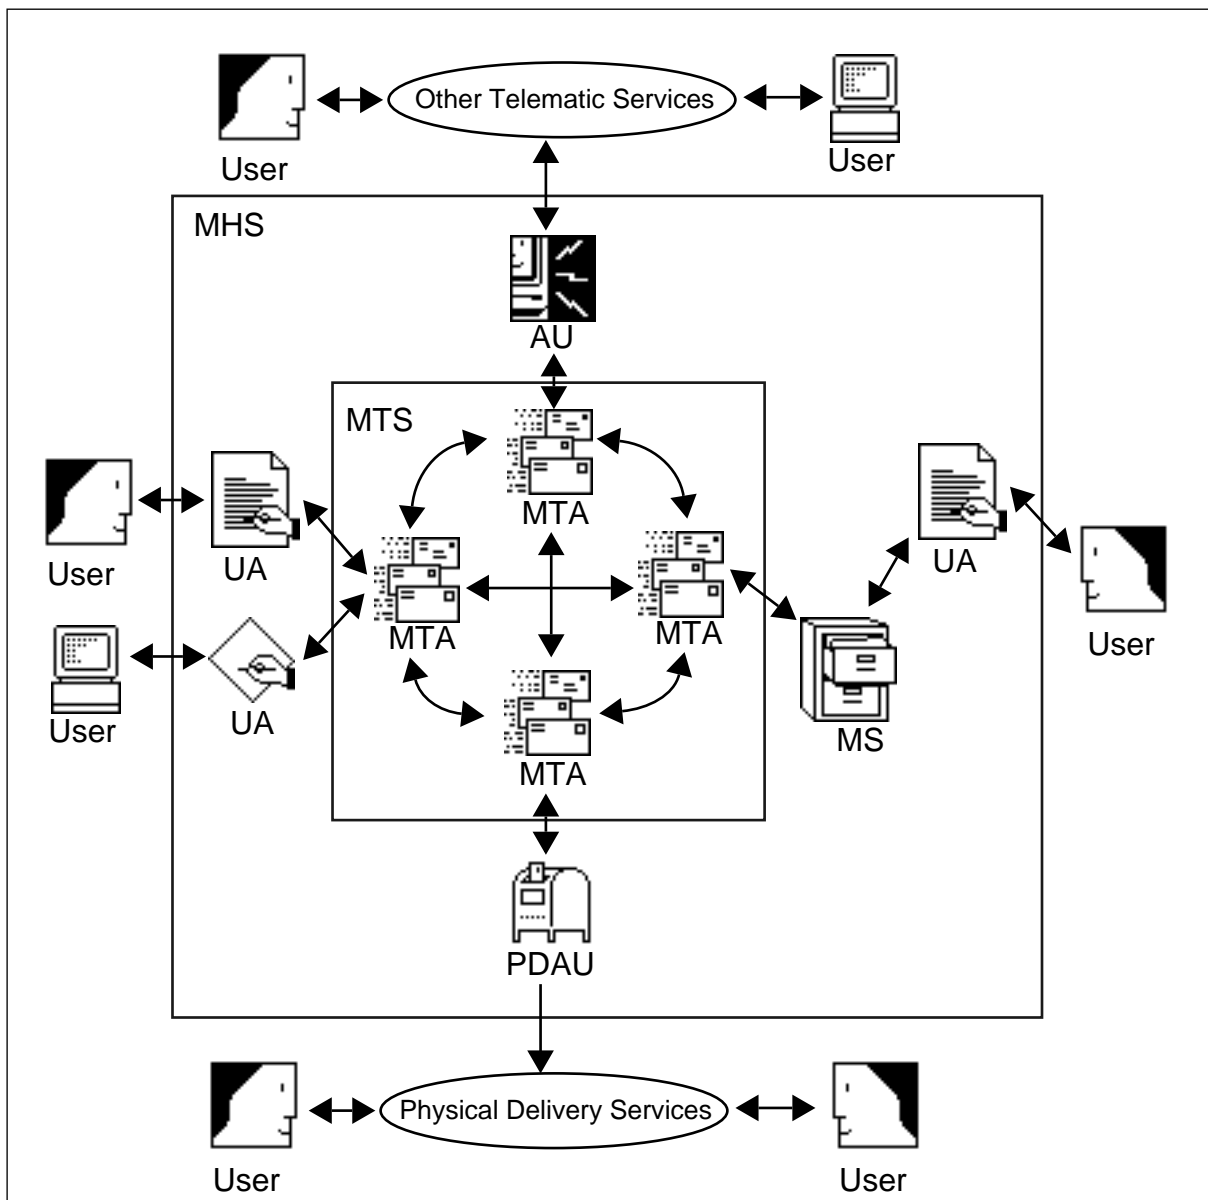 Other Telematic Services
User
User
MHS
AU
MTS
MTA
User
UA
UA
User
MTA
MTA
User
UA
MS
MTA
PDAU
Physical Delivery Services
User
User